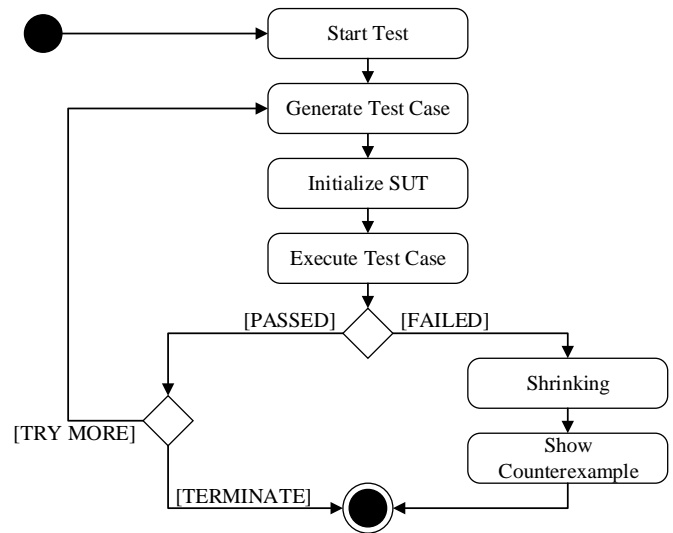 Start Test
Generate Test Case
Initialize SUT
Execute Test Case
[PASSED]
[FAILED]
Shrinking
[TRY MORE]
Show
Counterexample
[TERMINATE]